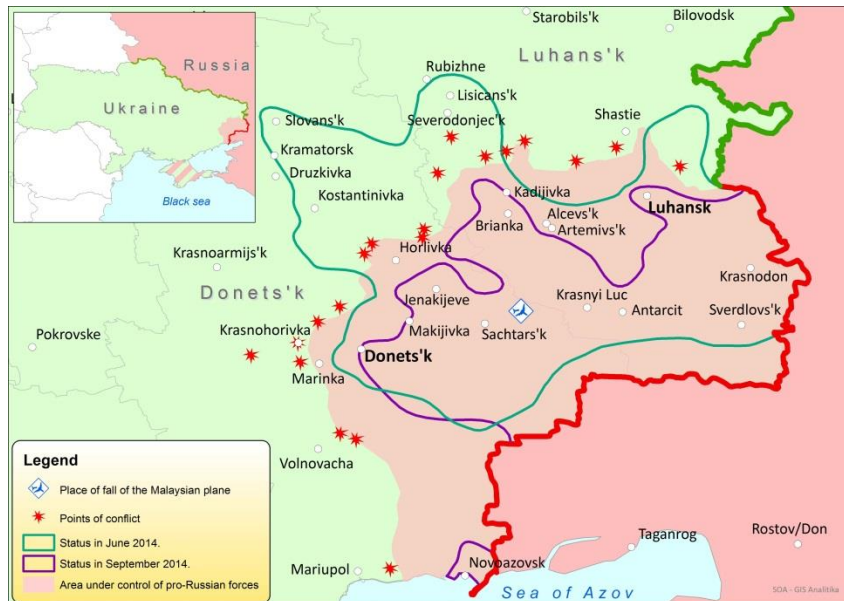 Russia
Ukraine
Black sea
Starobils'k
Bilovodsk
Luhans'k
Rubizhne
Lisicans'k
Severodonjec'k
Shastie
Slovans'k
Kramatorsk
Druzkivka
Kostantinivka
Kadijivka
Luhansk
Brianka
Alcevs'k
Artemivs'k
Horlivka
Krasnoarmijs'k
Krasnodon
Donets'k
Jenakijeve
Krasnyi Luc
Antarcit
Sverdlovs'k
Krasnohorivka
Makijivka
Sachtars'k
Pokrovske
Donets'k
Marinka
Volnovacha
Legend
Place of fall of the Malaysian plane
Points of conflict
Status in June 2014.
Status in September 2014.
Area under control of pro-Russian forces
Mariupol
Novoazovsk
Taganrog
Rostov/Don
Sea of Azov
SOA - GIS Analitika